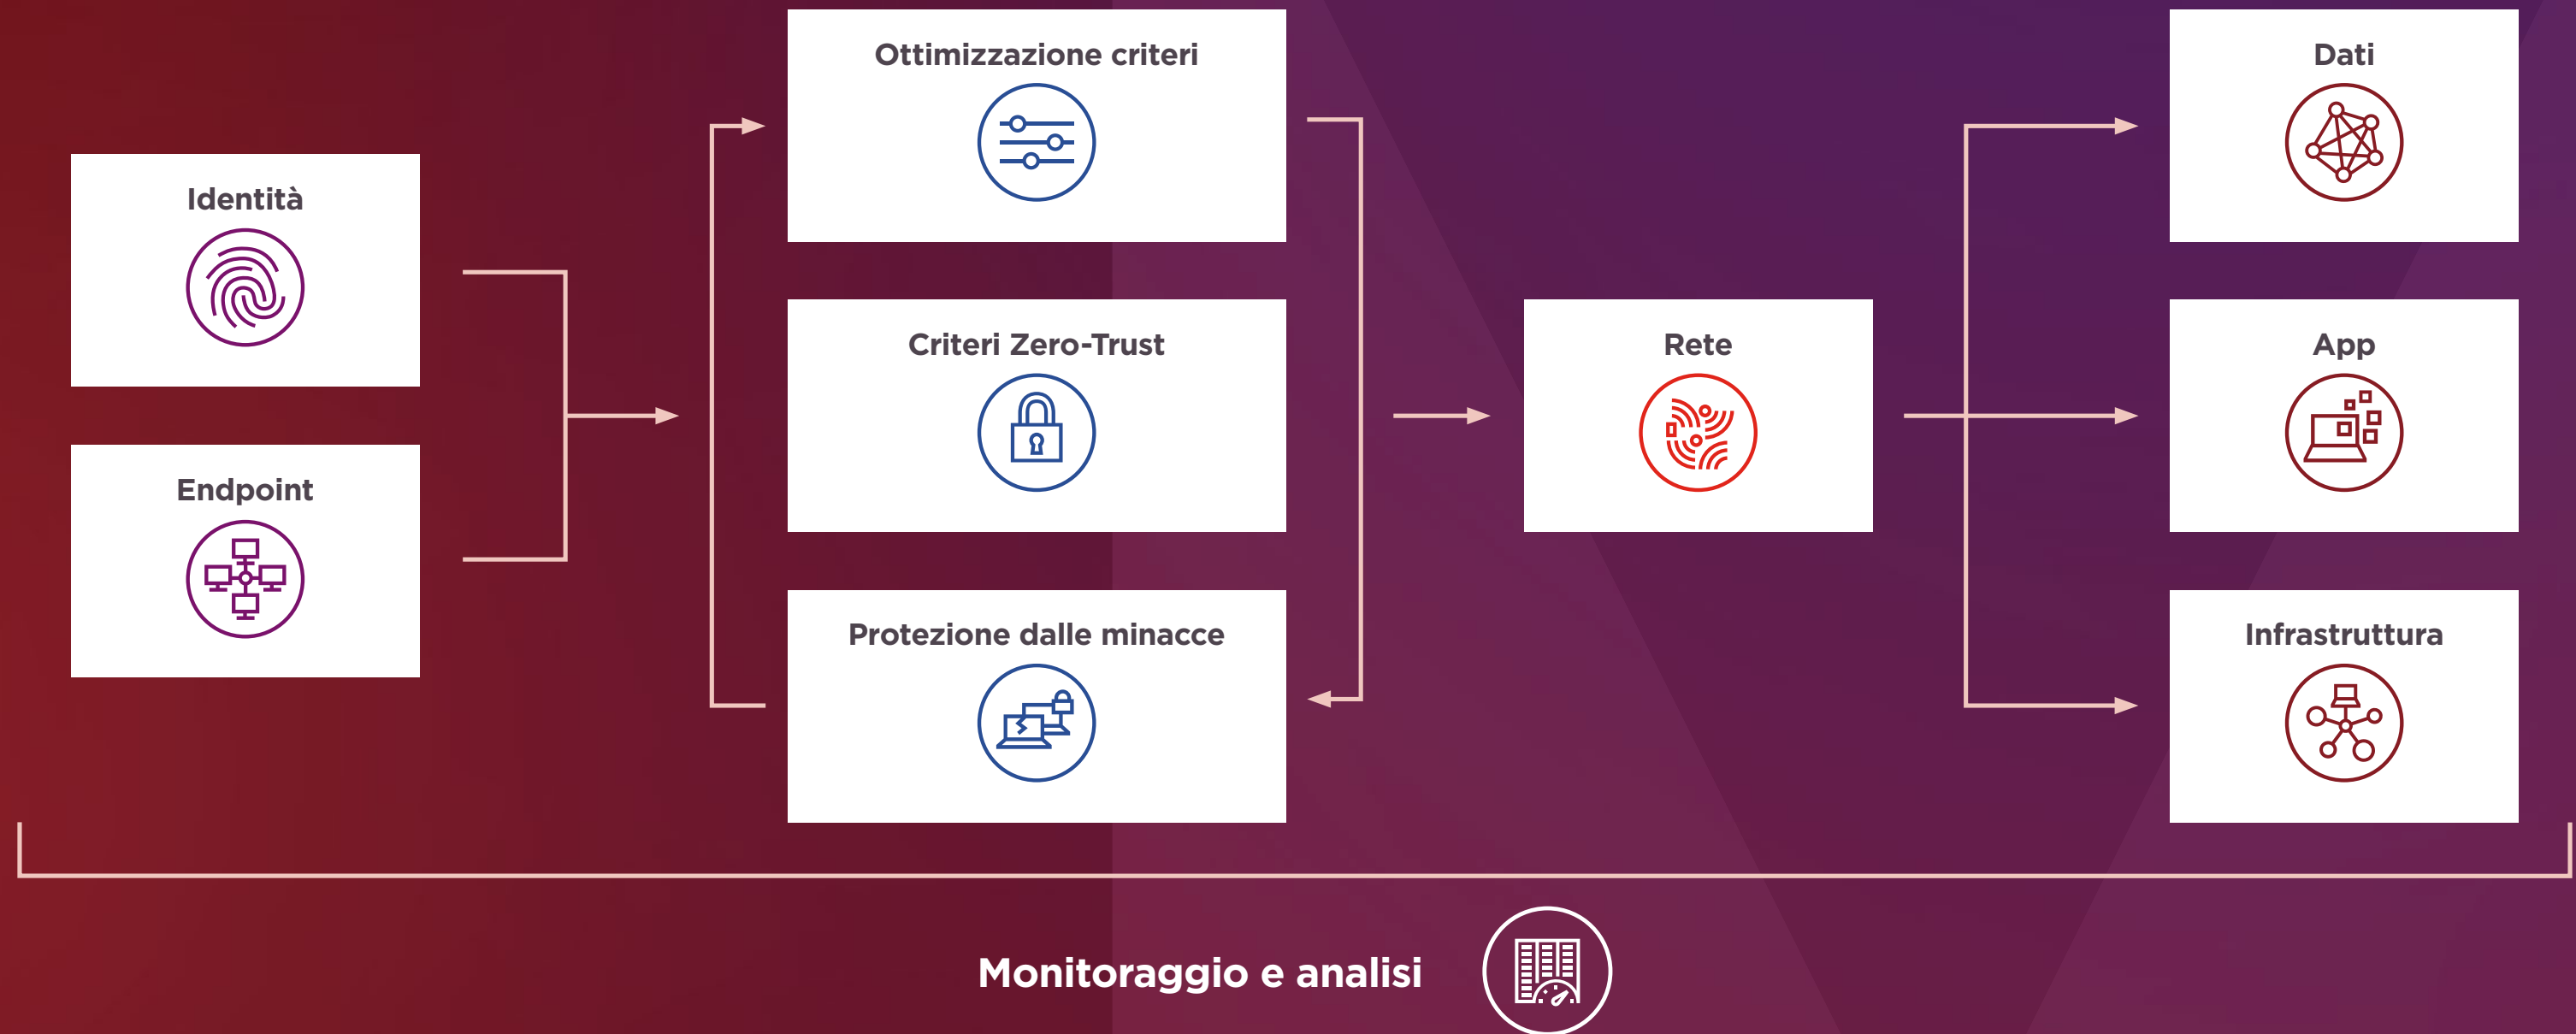 Identità
Endpoint
Ottimizzazione criteri
Criteri Zero-Trust
Protezione dalle minacce
Rete
Dati
App
Infrastruttura
Monitoraggio e analisi